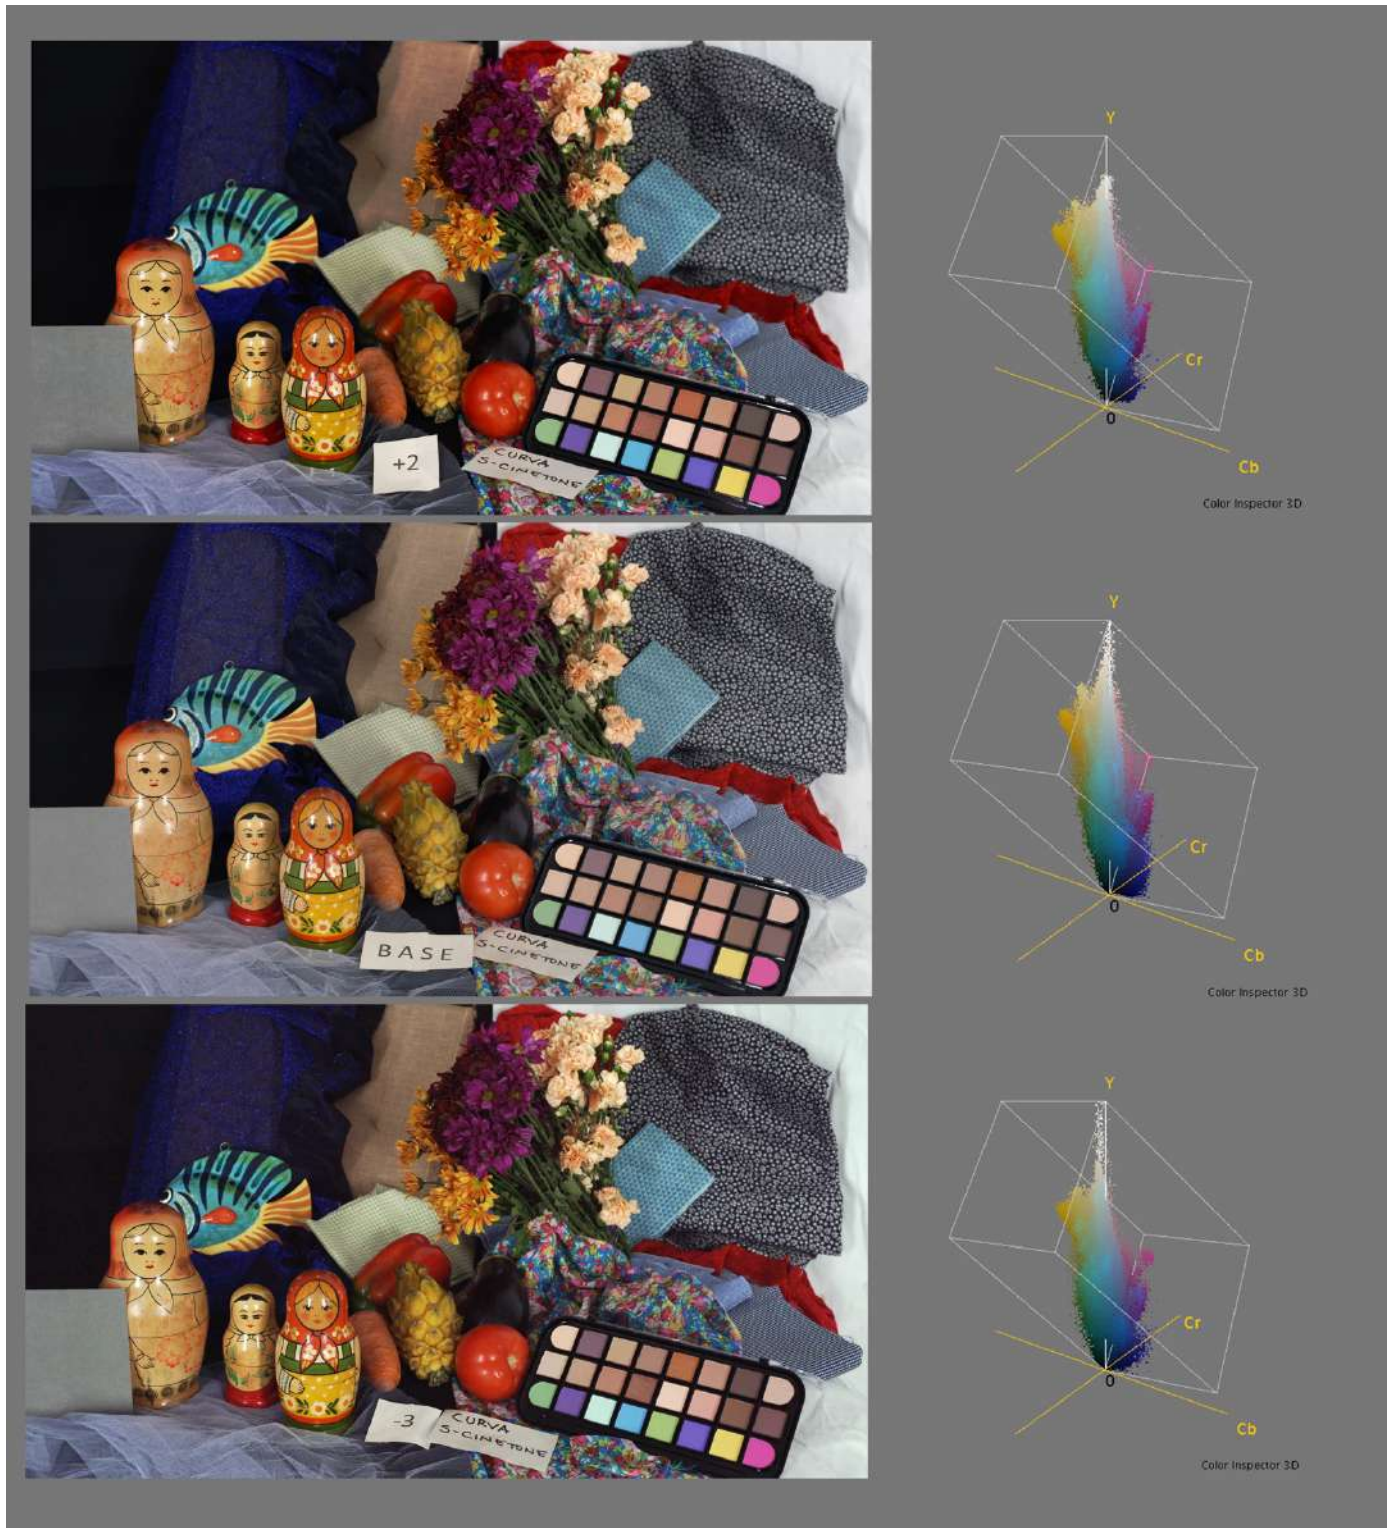 Y
Cr
0
Cb
Color Inspector 3D
+2
CURVA
S-CINETONE
Y
Cr
0
Cb
Color Inspector 3D
BASE
CURVA
S-CINETONE
Y
Cr
0
Cb
Color Inspector 3D
-3
CURVA
S-CINETONE